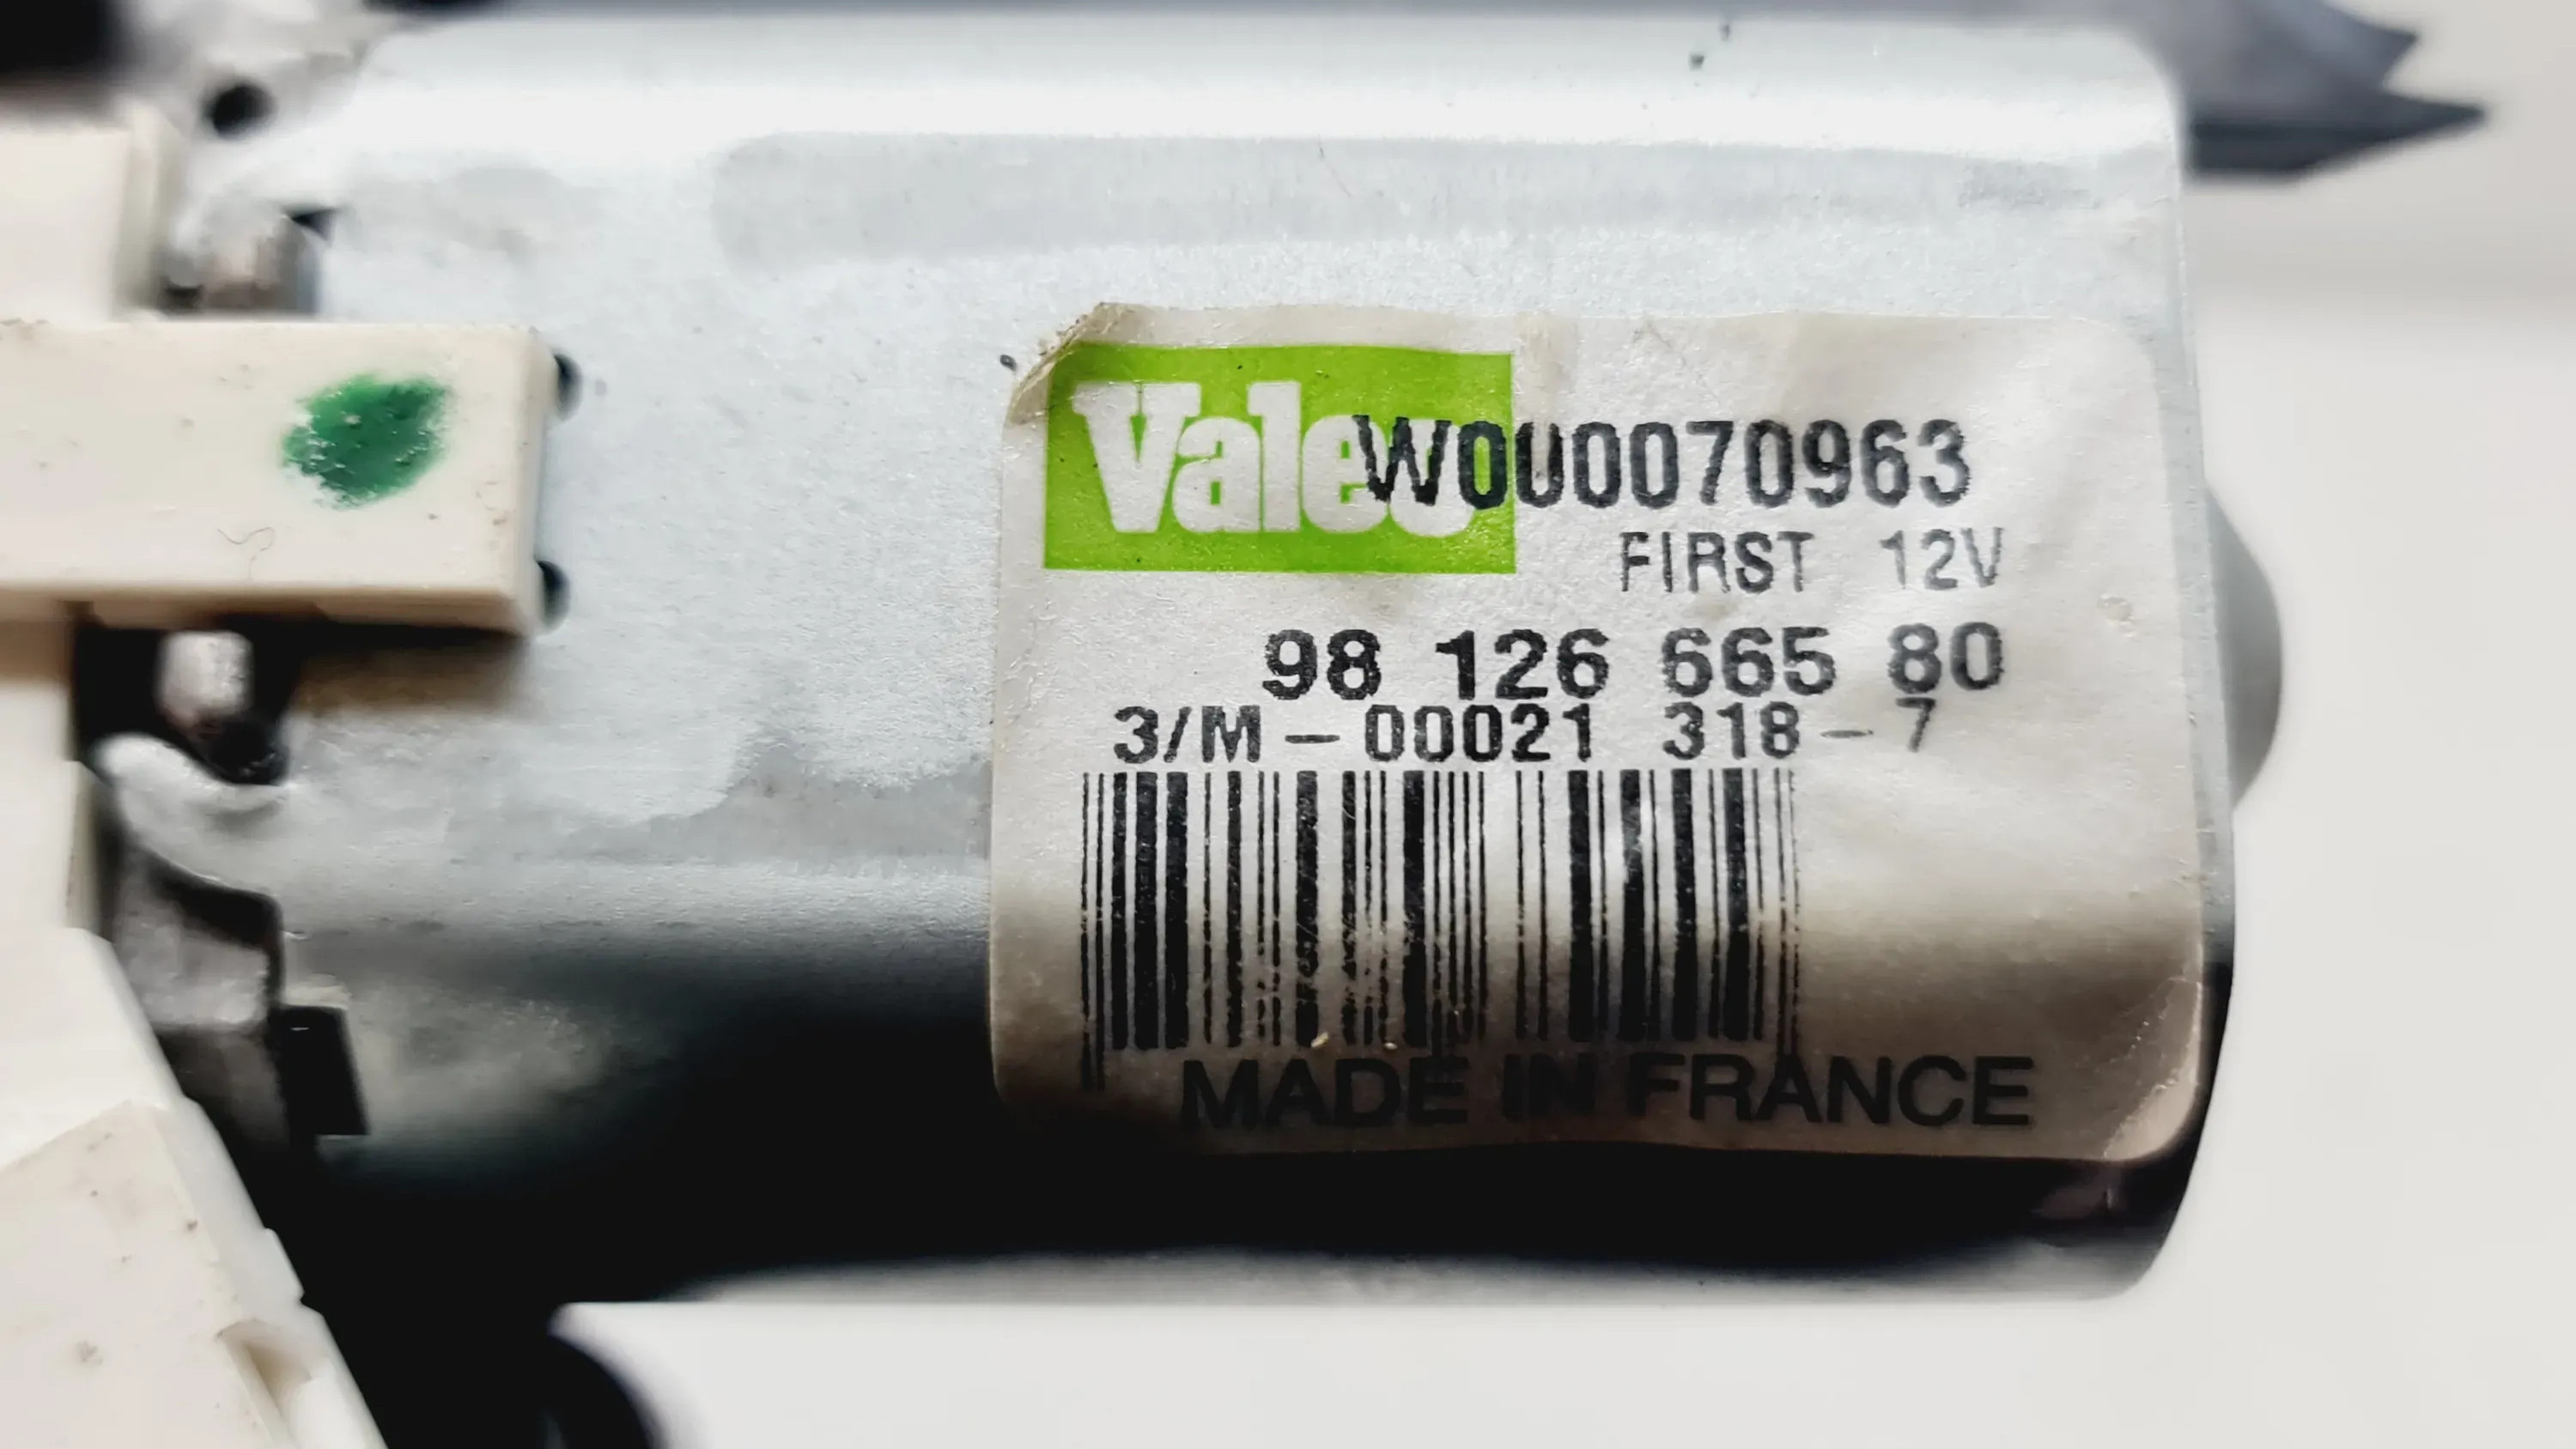 Valeo
W000070963
FIRST 12V
98 126 665 80
3/M - 00021 318 - 7
MADE IN FRANCE